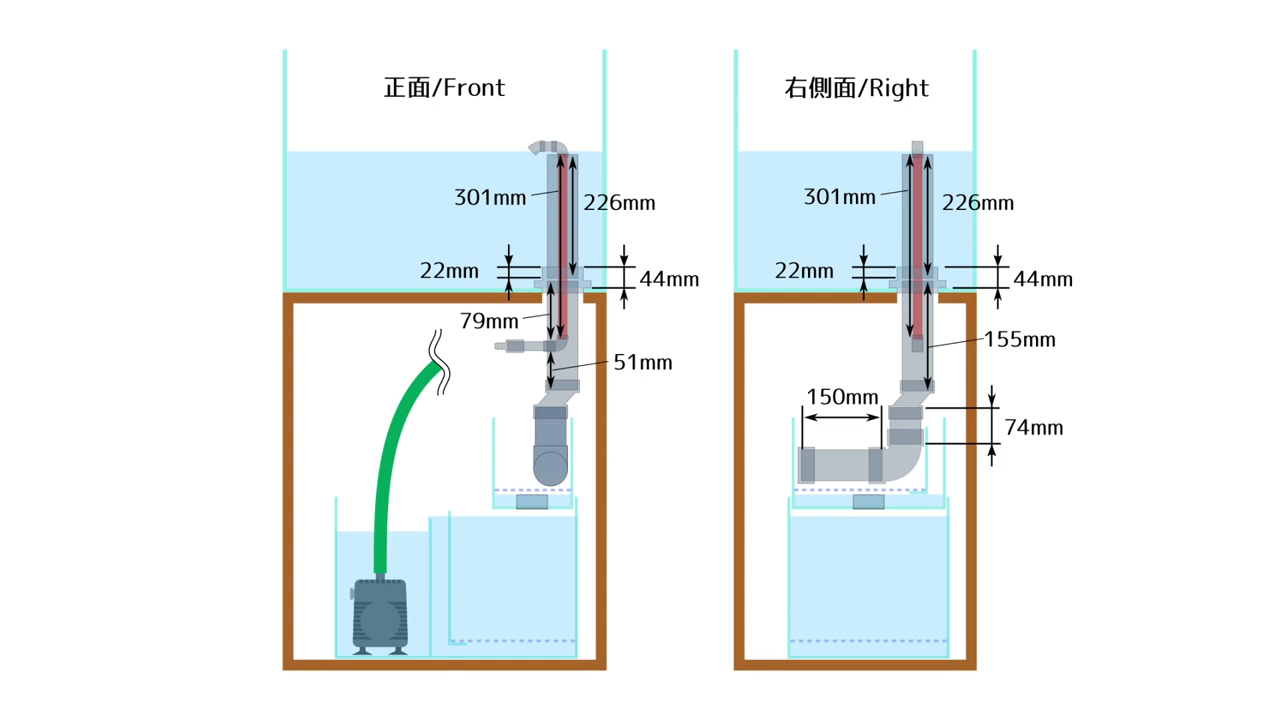 正面/Front
301mm
226mm
22mm
44mm
79mm
51mm
右側面/Right
301mm
226mm
22mm
44mm
155mm
150mm
74mm